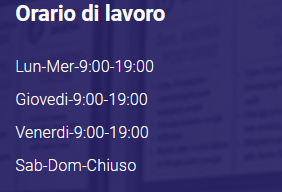 Orario di lavoro
Lun-Mer-9:00-19:00
Giovedi-9:00-19:00
Venerdi-9:00-19:00
Sab-Dom-Chiuso